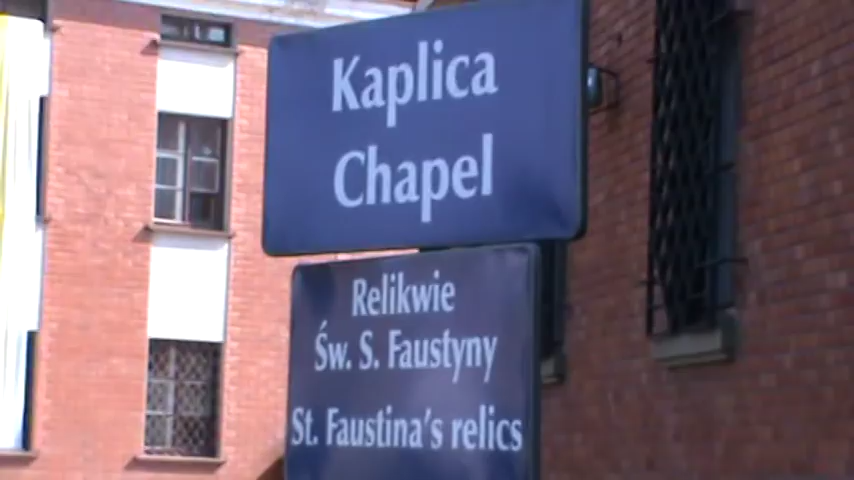 Kaplica
Chapel
Relikwie
Św. S. Faustyny
St. Faustina's relics